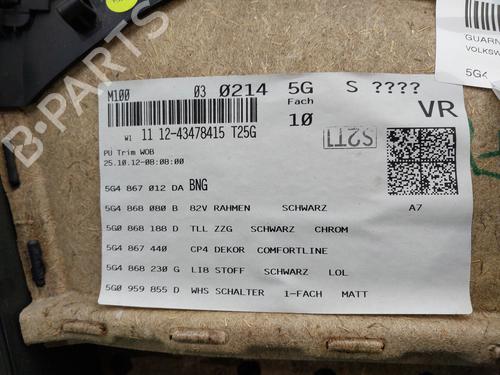 M100 03 0214 5G S ????
Fach
10 VR
W1 11 12-43478415 T25G S2T1
PU Trim WOB
25.10.12-08:08:00
5G4 867 012 DA BNG
5G4 868 080 B 82V RAHMEN SCHWARZ A7
5G0 868 188 D TLL ZZG SCHWARZ CHROM
5G4 867 440 CP4 DEKOR COMFORTLINE
5G4 868 230 G LIB STOFF SCHWARZ LOL
5G0 959 855 D WHS SCHALTER 1-FACH MATT
GUARN
VOLKSW
5G4
B-PARTS